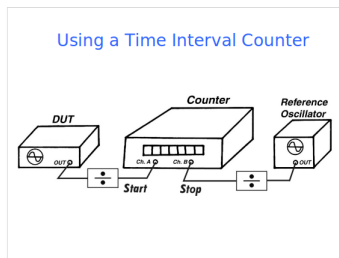 Using a Time Interval Counter
DUT
Counter
Reference
Oscillator
OUT
Ch. A
Ch. B
OUT
Start
Stop